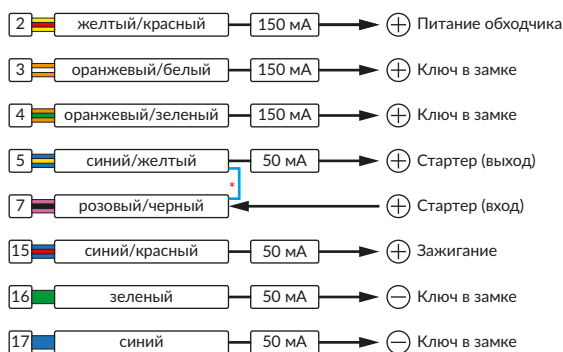 2 желтый/красный 150 мА + Питание обходчика
3 оранжевый/белый 150 мА + Ключ в замке
4 оранжевый/зеленый 150 мА + Ключ в замке
5 синий/желтый 50 мА + Стартер (выход)
*
7 розовый/черный + Стартер (вход)
15 синий/красный 50 мА + Зажигание
16 зеленый 50 мА − Ключ в замке
17 синий 50 мА − Ключ в замке